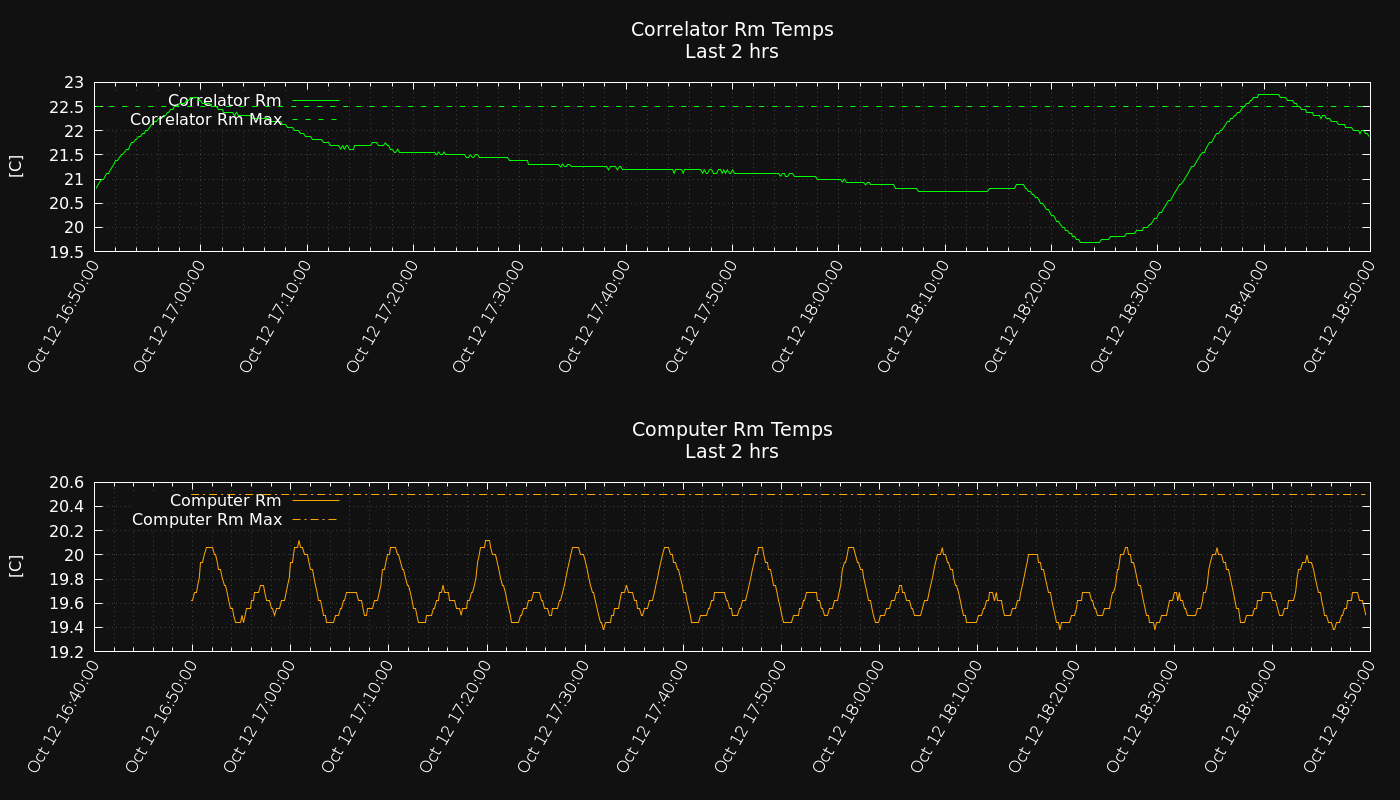 Correlator Rm Temps
Last 2 hrs
[C]
23
22.5
22
21.5
21
20.5
20
19.5
Correlator Rm
Correlator Rm Max
Oct 12 16:50:00
Oct 12 17:00:00
Oct 12 17:10:00
Oct 12 17:20:00
Oct 12 17:30:00
Oct 12 17:40:00
Oct 12 17:50:00
Oct 12 18:00:00
Oct 12 18:10:00
Oct 12 18:20:00
Oct 12 18:30:00
Oct 12 18:40:00
Oct 12 18:50:00
Computer Rm Temps
Last 2 hrs
[C]
20.6
20.4
20.2
20
19.8
19.6
19.4
19.2
Computer Rm
Computer Rm Max
Oct 12 16:40:00
Oct 12 16:50:00
Oct 12 17:00:00
Oct 12 17:10:00
Oct 12 17:20:00
Oct 12 17:30:00
Oct 12 17:40:00
Oct 12 17:50:00
Oct 12 18:00:00
Oct 12 18:10:00
Oct 12 18:20:00
Oct 12 18:30:00
Oct 12 18:40:00
Oct 12 18:50:00